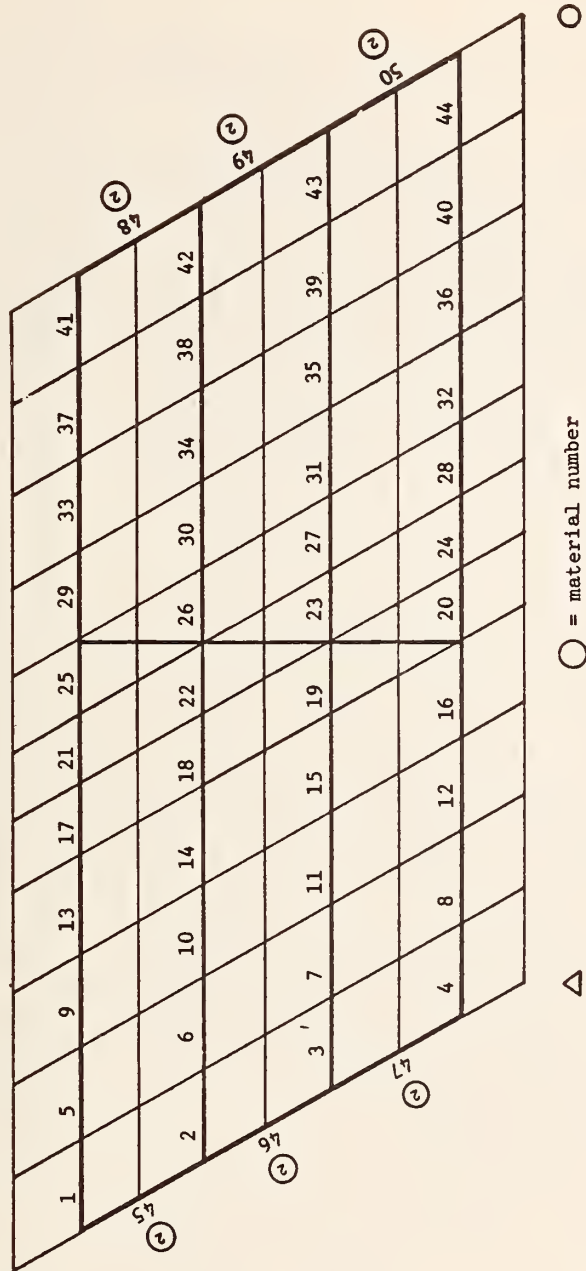 1 5 9 13 17 21 25 29 33 37 41
45 ② 48 ②
2 6 10 14 18 22 26 30 34 38 42
46 ② 49 ②
3 7 11 15 19 23 27 31 35 39 43
47 ② 50 ②
4 8 12 16 20 24 28 32 36 40 44
= material number